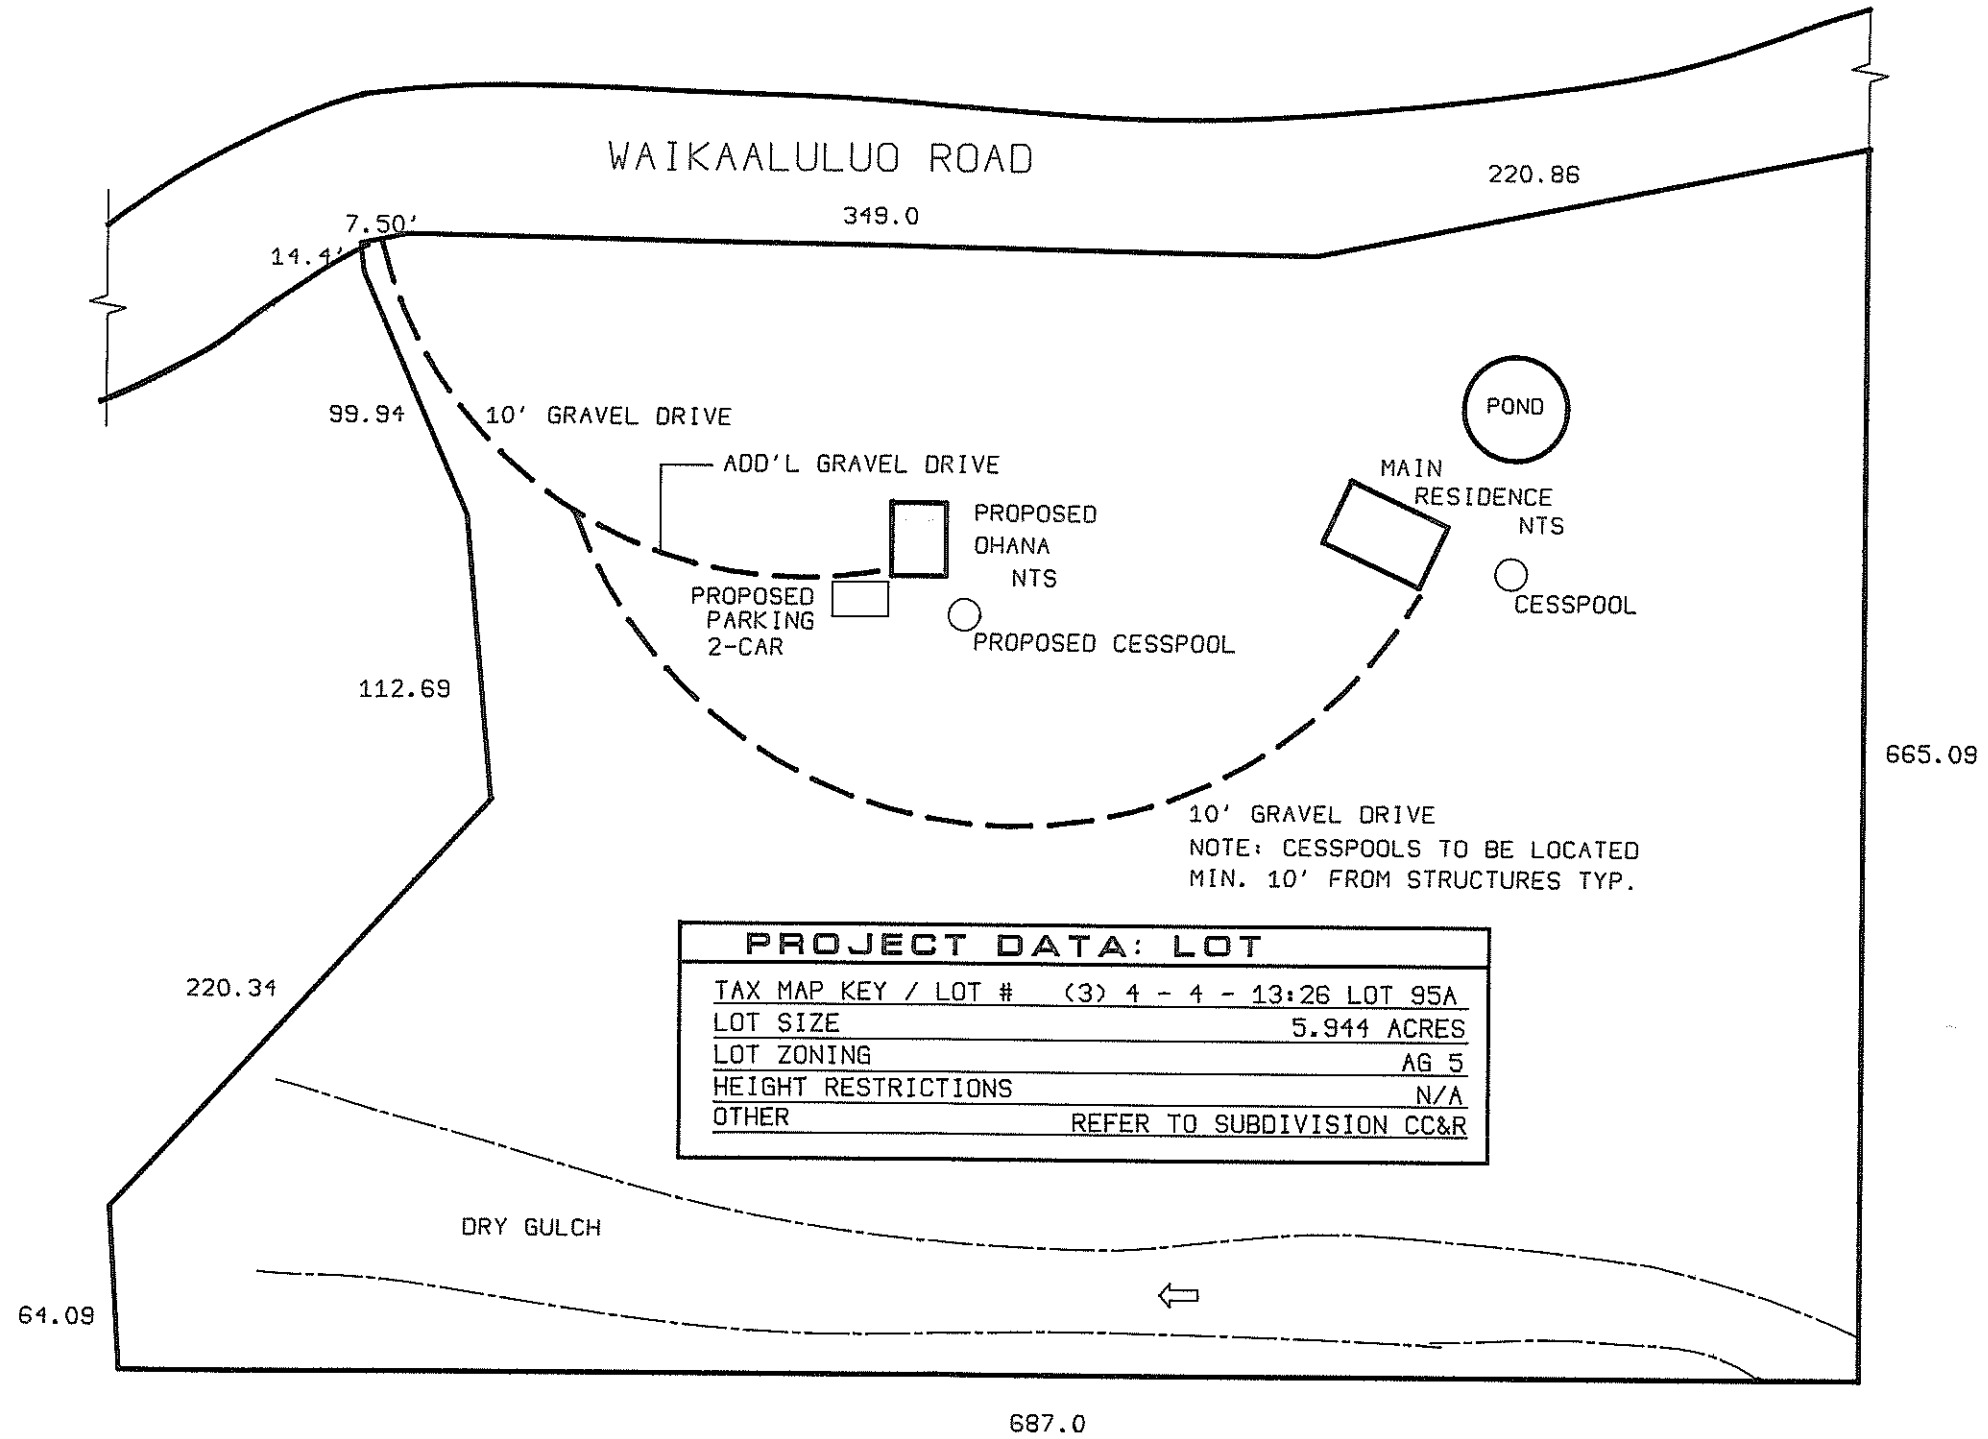 WAIKAALULUO ROAD
220.86
349.0
7.50'
14.4'
99.94
10' GRAVEL DRIVE
ADD'L GRAVEL DRIVE
POND
MAIN
RESIDENCE
NTS
PROPOSED
OHANA
NTS
CESSPOOL
PROPOSED
PARKING
2-CAR
PROPOSED CESSPOOL
112.69
665.09
10' GRAVEL DRIVE
NOTE: CESSPOOLS TO BE LOCATED
MIN. 10' FROM STRUCTURES TYP.
220.34
PROJECT DATA: LOT
TAX MAP KEY / LOT # (3) 4 - 4 - 13:26 LOT 95A
LOT SIZE 5.944 ACRES
LOT ZONING AG 5
HEIGHT RESTRICTIONS N/A
OTHER REFER TO SUBDIVISION CC&R
DRY GULCH
64.09
687.0